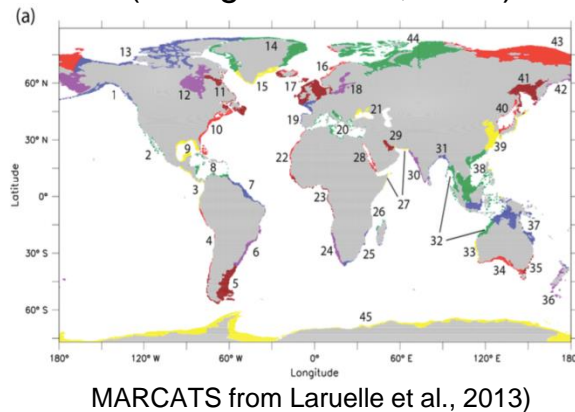 (a)
13 14 44 43
16
60°N 15 17 18 41 42
1 12 11
19 21 40
30°N 2 9 10 20 29 31 39
22 28 30 38
3 8 27
0° 7 23 26 32 37
4 6 24 25 33
30°S 34 35
5 36
60°S 45
Latitude
180° 120°W 60°W 0° 60°E 120°E 180
Longitude
MARCATS from Laruelle et al., 2013)